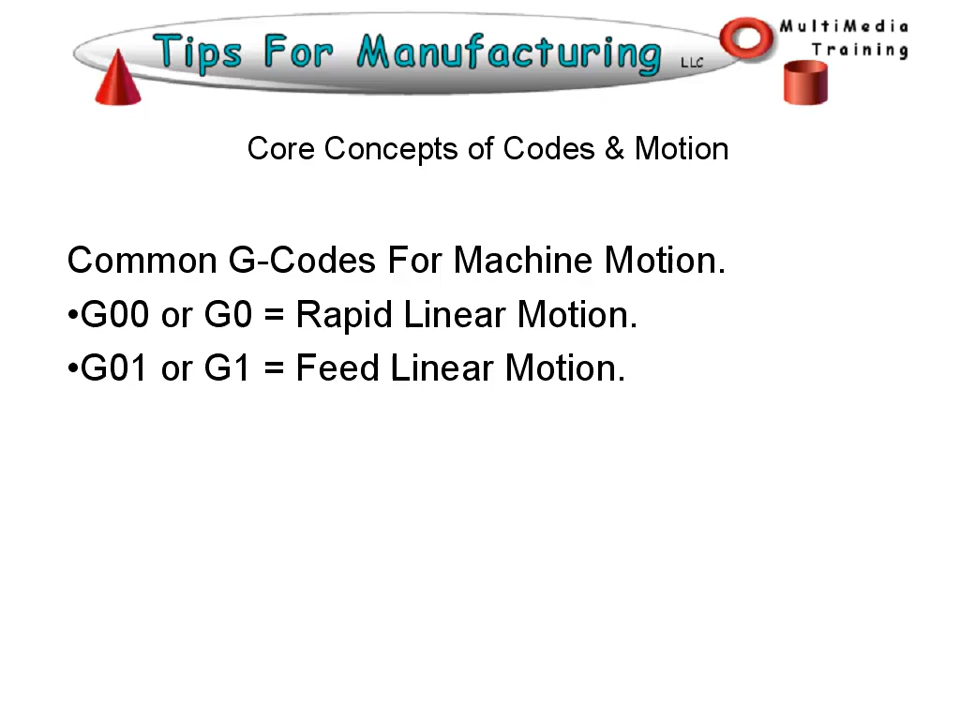 Tips For Manufacturing LLC
MultiMedia
Training
Core Concepts of Codes & Motion
Common G-Codes For Machine Motion.
•G00 or G0 = Rapid Linear Motion.
•G01 or G1 = Feed Linear Motion.